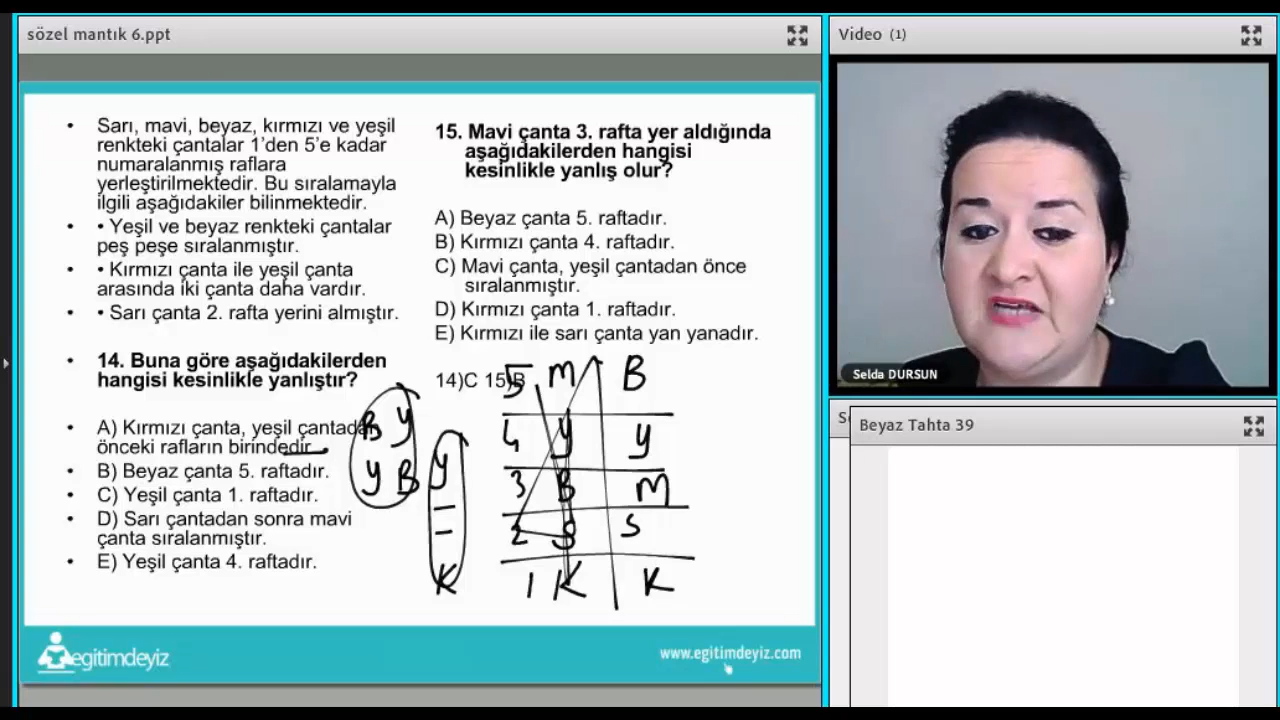 sözel mantık 6.ppt
• Sarı, mavi, beyaz, kırmızı ve yeşil
renkteki çantalar 1'den 5'e kadar
numaralanmış raflara
yerleştirilmektedir. Bu sıralamayla
ilgili aşağıdakiler bilinmektedir.
• • Yeşil ve beyaz renkteki çantalar
peş peşe sıralanmıştır.
• • Kırmızı çanta ile yeşil çanta
arasında iki çanta daha vardır.
• • Sarı çanta 2. rafta yerini almıştır.
• 14. Buna göre aşağıdakilerden
hangisi kesinlikle yanlıştır?
• A) Kırmızı çanta, yeşil çantadan
önceki rafların birindedir.
• B) Beyaz çanta 5. raftadır.
• C) Yeşil çanta 1. raftadır.
• D) Sarı çantadan sonra mavi
çanta sıralanmıştır.
• E) Yeşil çanta 4. raftadır.
B Y
Y B
Y
K
15. Mavi çanta 3. rafta yer aldığında
aşağıdakilerden hangisi
kesinlikle yanlış olur?
A) Beyaz çanta 5. raftadır.
B) Kırmızı çanta 4. raftadır.
C) Mavi çanta, yeşil çantadan önce
sıralanmıştır.
D) Kırmızı çanta 1. raftadır.
E) Kırmızı ile sarı çanta yan yanadır.
14)C 15)B
5 M B
4 Y Y
3 B M
2 S S
1 K K
egitimdeyiz
www.egitimdeyiz.com
Video (1)
Selda DURSUN
Beyaz Tahta 39